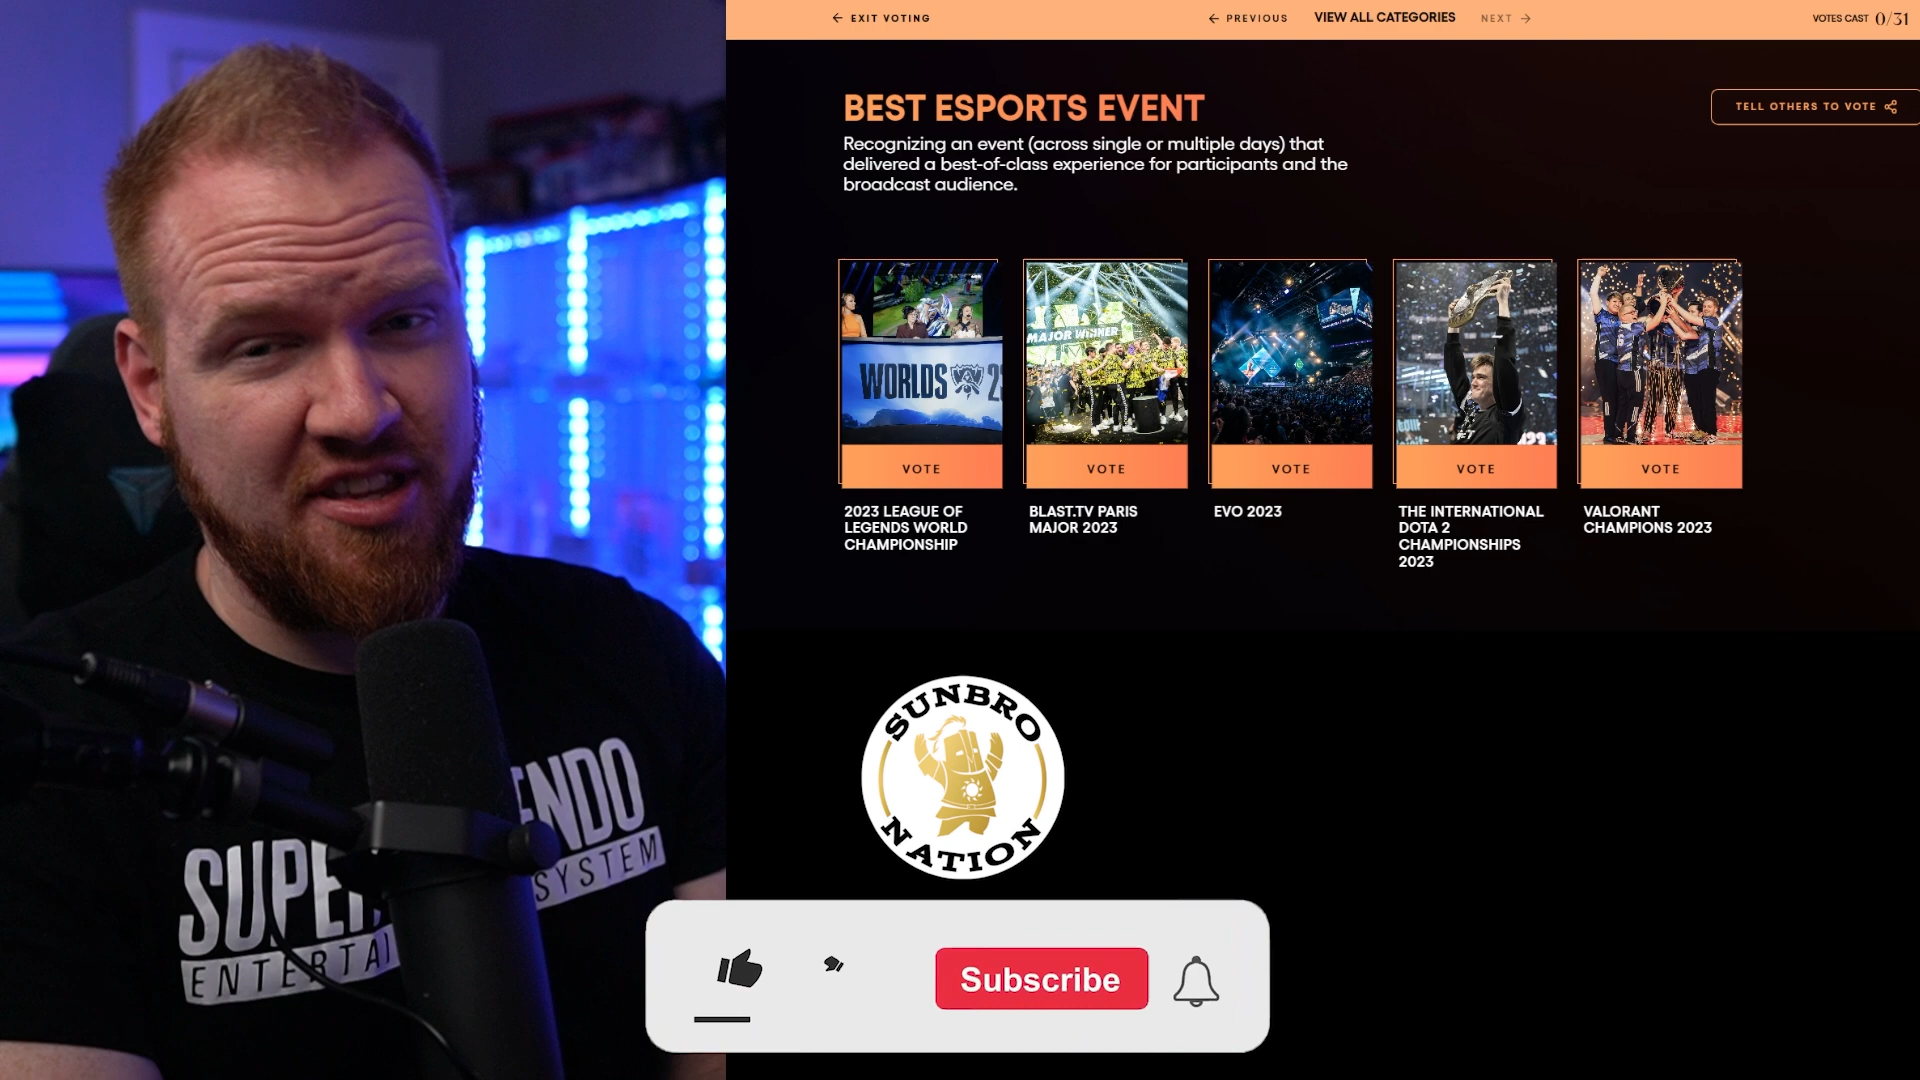 EXIT VOTING
PREVIOUS
VIEW ALL CATEGORIES
NEXT
VOTES CAST 0/31
BEST ESPORTS EVENT
TELL OTHERS TO VOTE
Recognizing an event (across single or multiple days) that
delivered a best-of-class experience for participants and the
broadcast audience.
WORLDS
MAJOR WINNER
VOTE
VOTE
VOTE
VOTE
VOTE
2023 LEAGUE OF
LEGENDS WORLD
CHAMPIONSHIP
BLAST.TV PARIS
MAJOR 2023
EVO 2023
THE INTERNATIONAL
DOTA 2
CHAMPIONSHIPS
2023
VALORANT
CHAMPIONS 2023
SUNBRO
NATION
SYSTEM
Subscribe